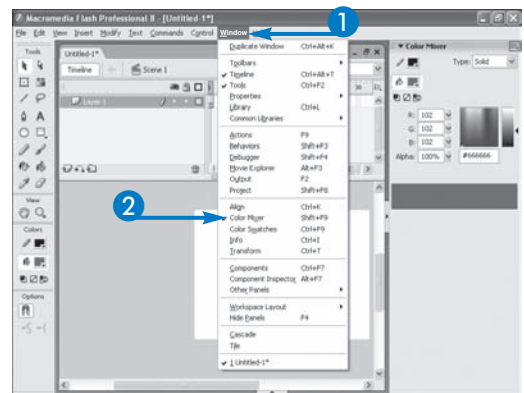 Macromedia Flash Professional 8 - [Untitled-1*]
File Edit View Insert Modify Text Commands Control Window
1
Tools
View
Colors
Options
Untitled-1*
Timeline
Scene 1
Layer 1
Duplicate Window Ctrl+Alt+K
Toolbars
Timeline Ctrl+Alt+T
Tools Ctrl+F2
Properties
Library Ctrl+L
Common Libraries
Actions F9
Behaviors Shift+F3
Debugger Shift+F4
Movie Explorer Alt+F3
Output F2
Project Shift+F8
Align Ctrl+K
2
Color Mixer Shift+F9
Color Swatches Ctrl+F9
Info Ctrl+I
Transform Ctrl+T
Components Ctrl+F7
Component Inspector Alt+F7
Other Panels
Workspace Layout
Hide Panels F4
Cascade
Tile
1 Untitled-1*
Color Mixer
Type: Solid
R: 102
G: 102
B: 102
Alpha: 100% #666666